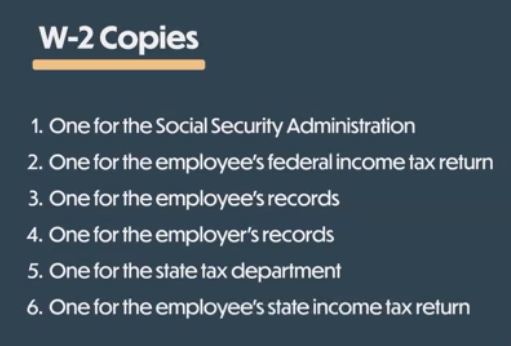 W-2 Copies
1. One for the Social Security Administration
2. One for the employee's federal income tax return
3. One for the employee's records
4. One for the employer's records
5. One for the state tax department
6. One for the employee's state income tax return